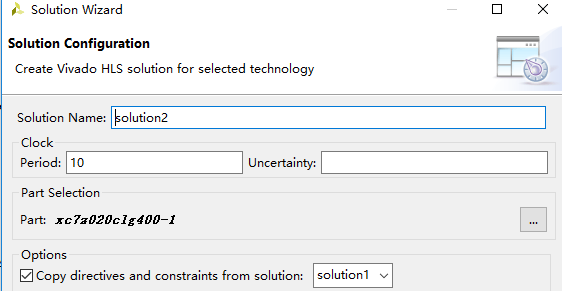 Solution Wizard
Solution Configuration
Create Vivado HLS solution for selected technology
Solution Name: solution2
Clock
Period: 10 Uncertainty:
Part Selection
Part: xc7z020clg400-1 ...
Options
Copy directives and constraints from solution: solution1